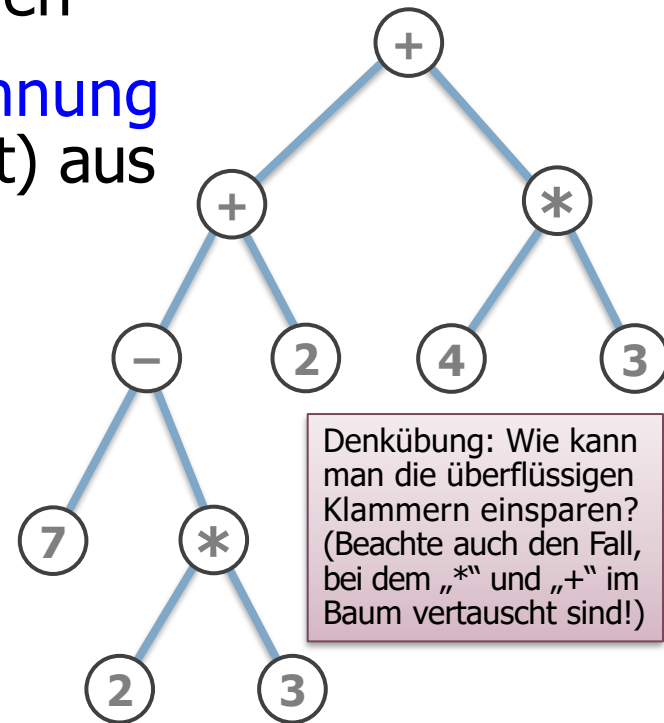 hnung
t) aus
+
+
*
−
2
4
3
7
*
2
3
Denkübung: Wie kann
man die überflüssigen
Klammern einsparen?
(Beachte auch den Fall,
bei dem „*“ und „+“ im
Baum vertauscht sind!)